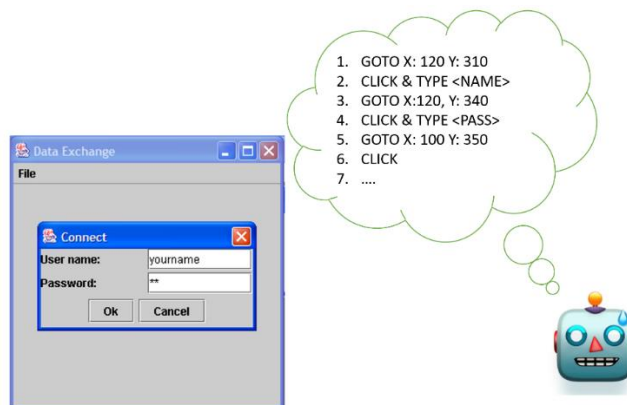 1. GOTO X: 120 Y: 310
2. CLICK & TYPE <NAME>
3. GOTO X:120, Y: 340
4. CLICK & TYPE <PASS>
5. GOTO X: 100 Y: 350
6. CLICK
7. ....
Data Exchange
File
Connect
User name: yourname
Password: **
Ok Cancel